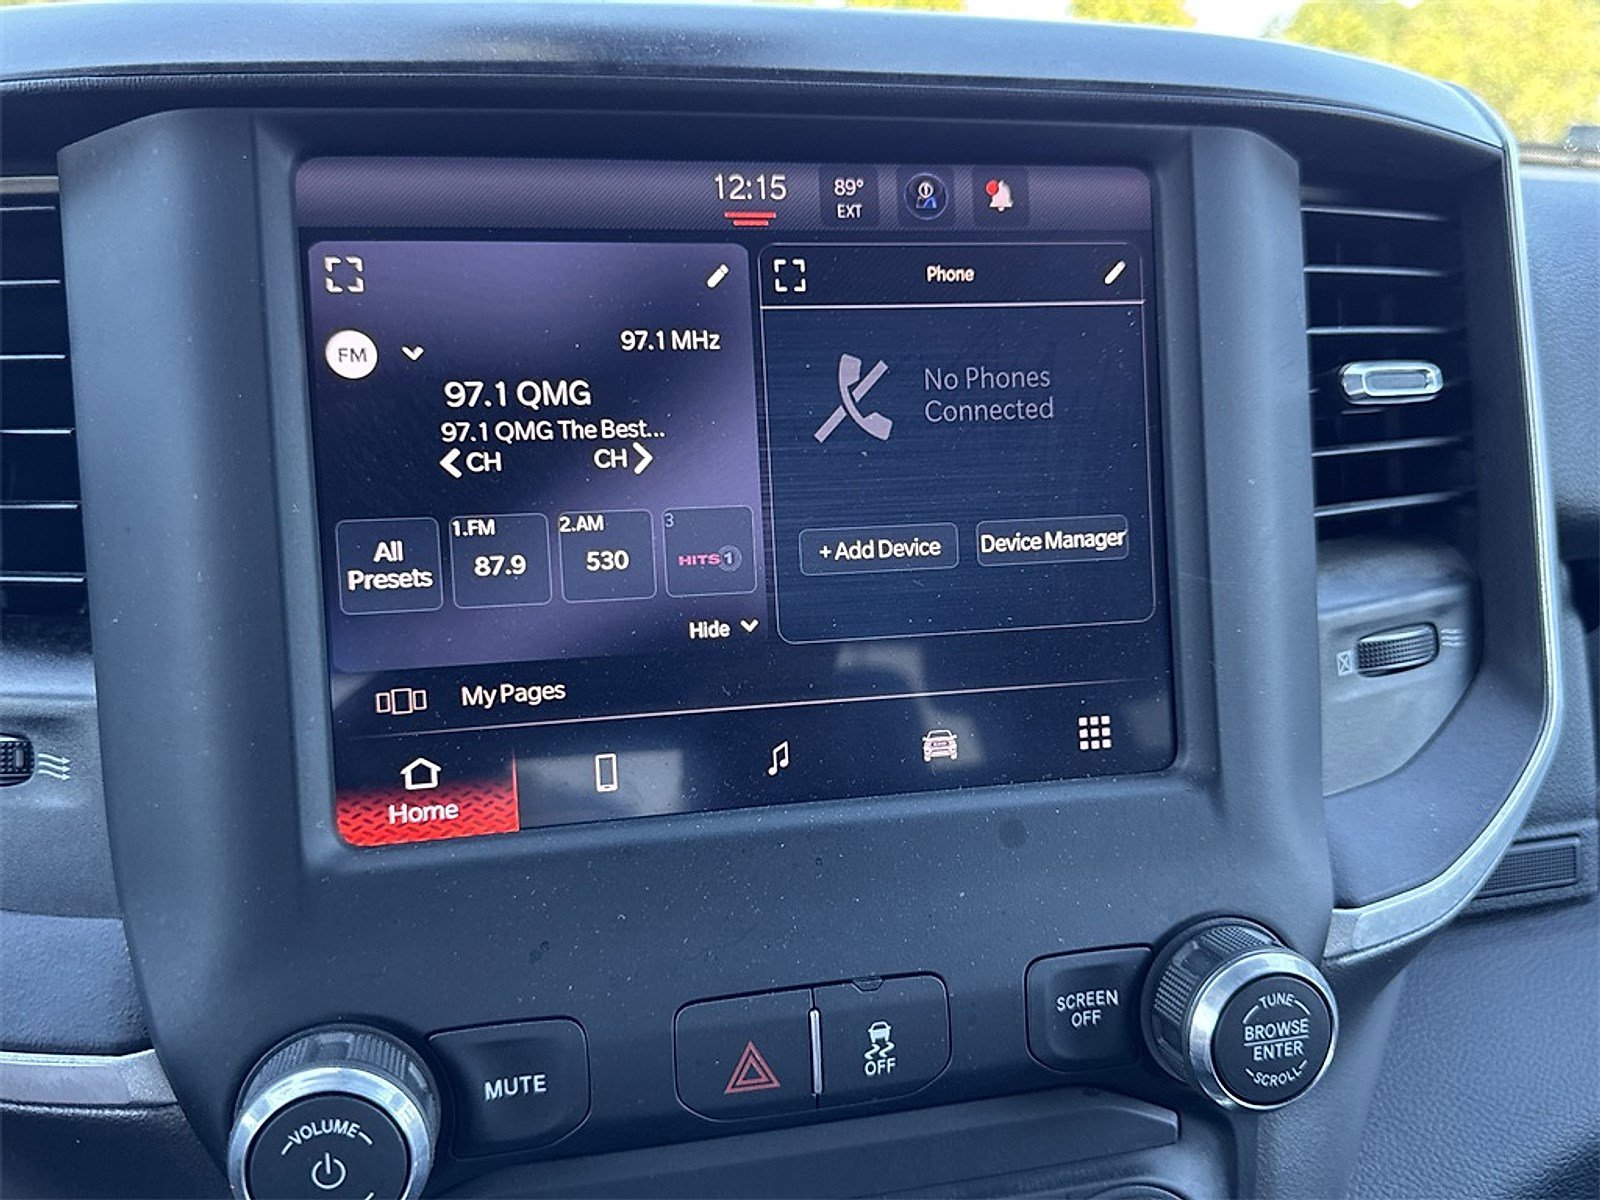 12:15
89°
EXT
97.1 MHz
FM
97.1 QMG
97.1 QMG The Best...
CH
CH
All
Presets
1.FM
87.9
2.AM
530
3
HITS1
Hide
Phone
No Phones
Connected
+ Add Device
Device Manager
My Pages
Home
VOLUME
MUTE
OFF
SCREEN
OFF
TUNE
BROWSE
ENTER
SCROLL